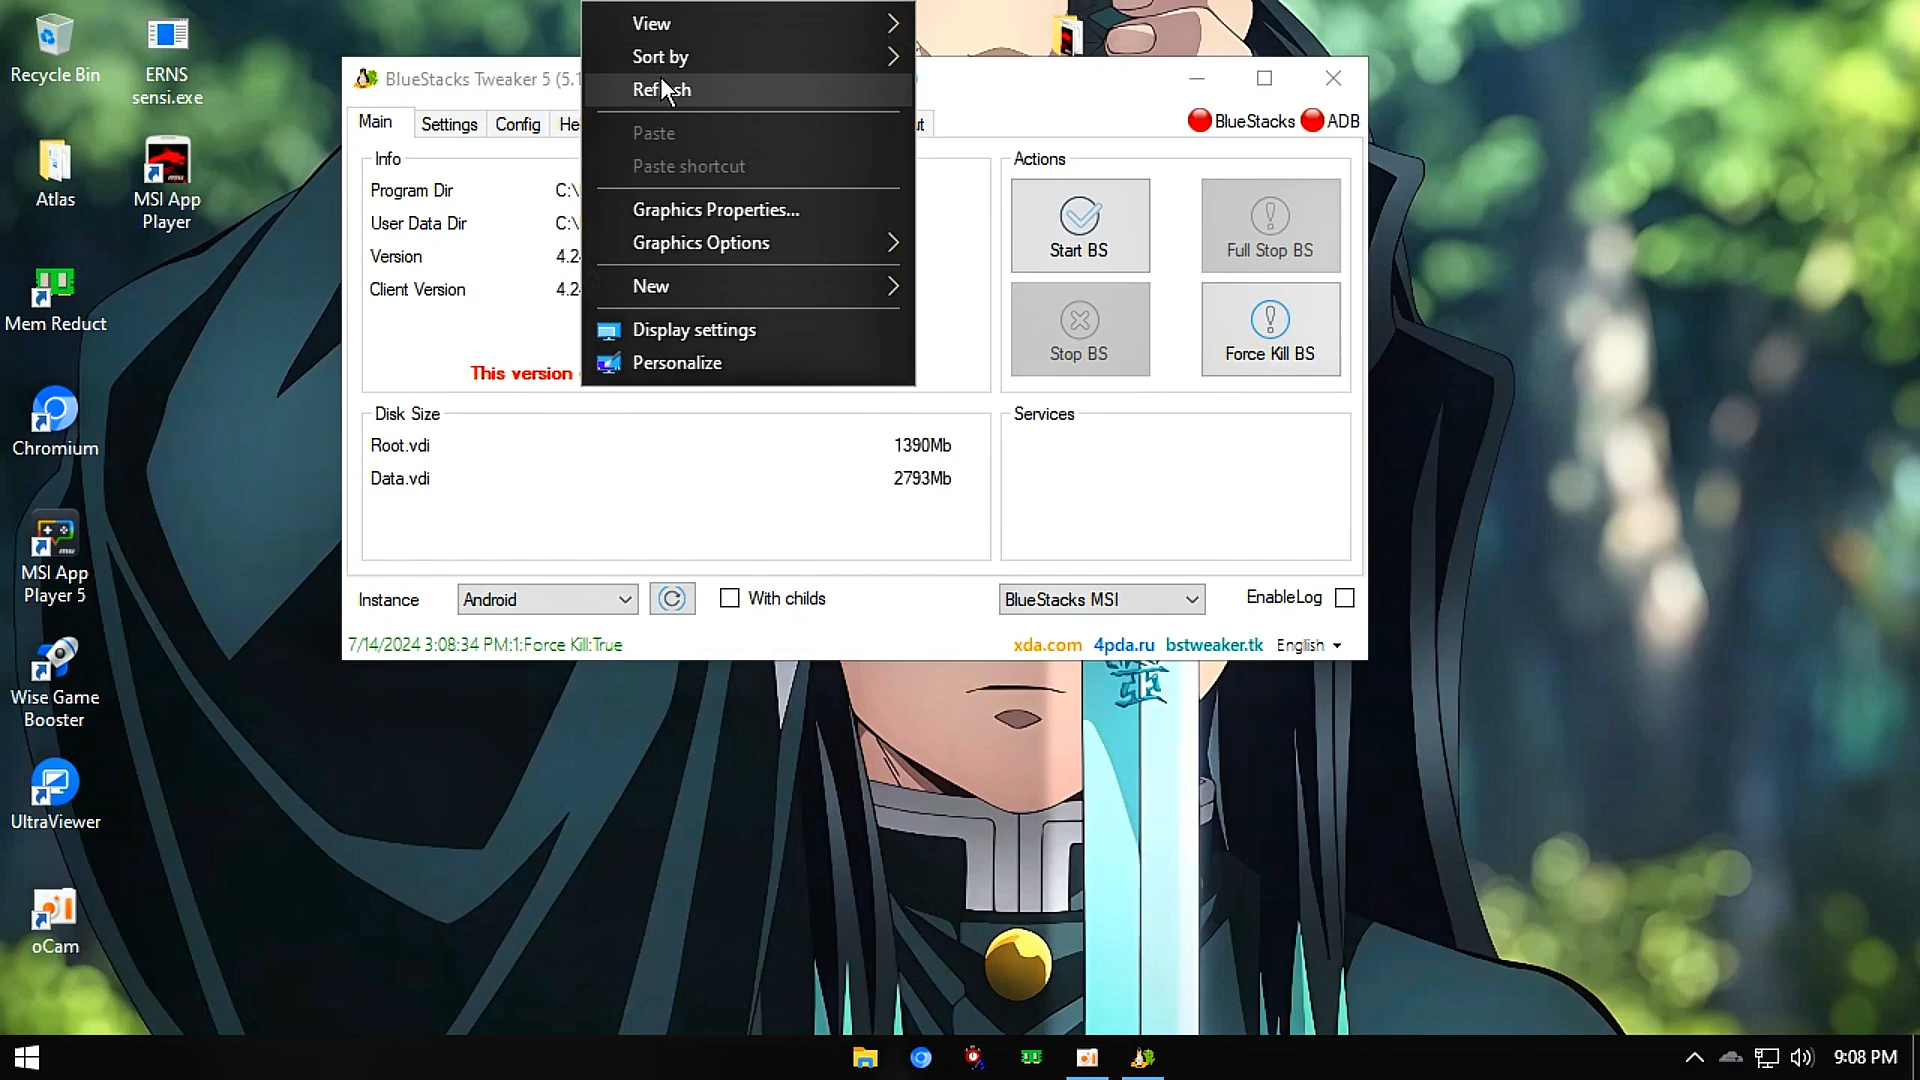 Recycle Bin
ERNS
sensi.exe
Atlas
MSI App
Player
Mem Reduct
Chromium
MSI App
Player 5
Wise Game
Booster
UltraViewer
oCam
BlueStacks Tweaker 5 (5.1
View
Sort by
Refresh
Paste
Paste shortcut
Graphics Properties...
Graphics Options
New
Display settings
Personalize
Main
Settings
Config
He
BlueStacks
ADB
Info
Program Dir
C:\
User Data Dir
C:\
Version
4.2
Client Version
4.2
This version
Actions
Start BS
Full Stop BS
Stop BS
Force Kill BS
Disk Size
Root.vdi
1390Mb
Data.vdi
2793Mb
Services
Instance
Android
With childs
BlueStacks MSI
EnableLog
7/14/2024 3:08:34 PM:1:Force Kill:True
xda.com
4pda.ru
bstweaker.tk
English
9:08 PM